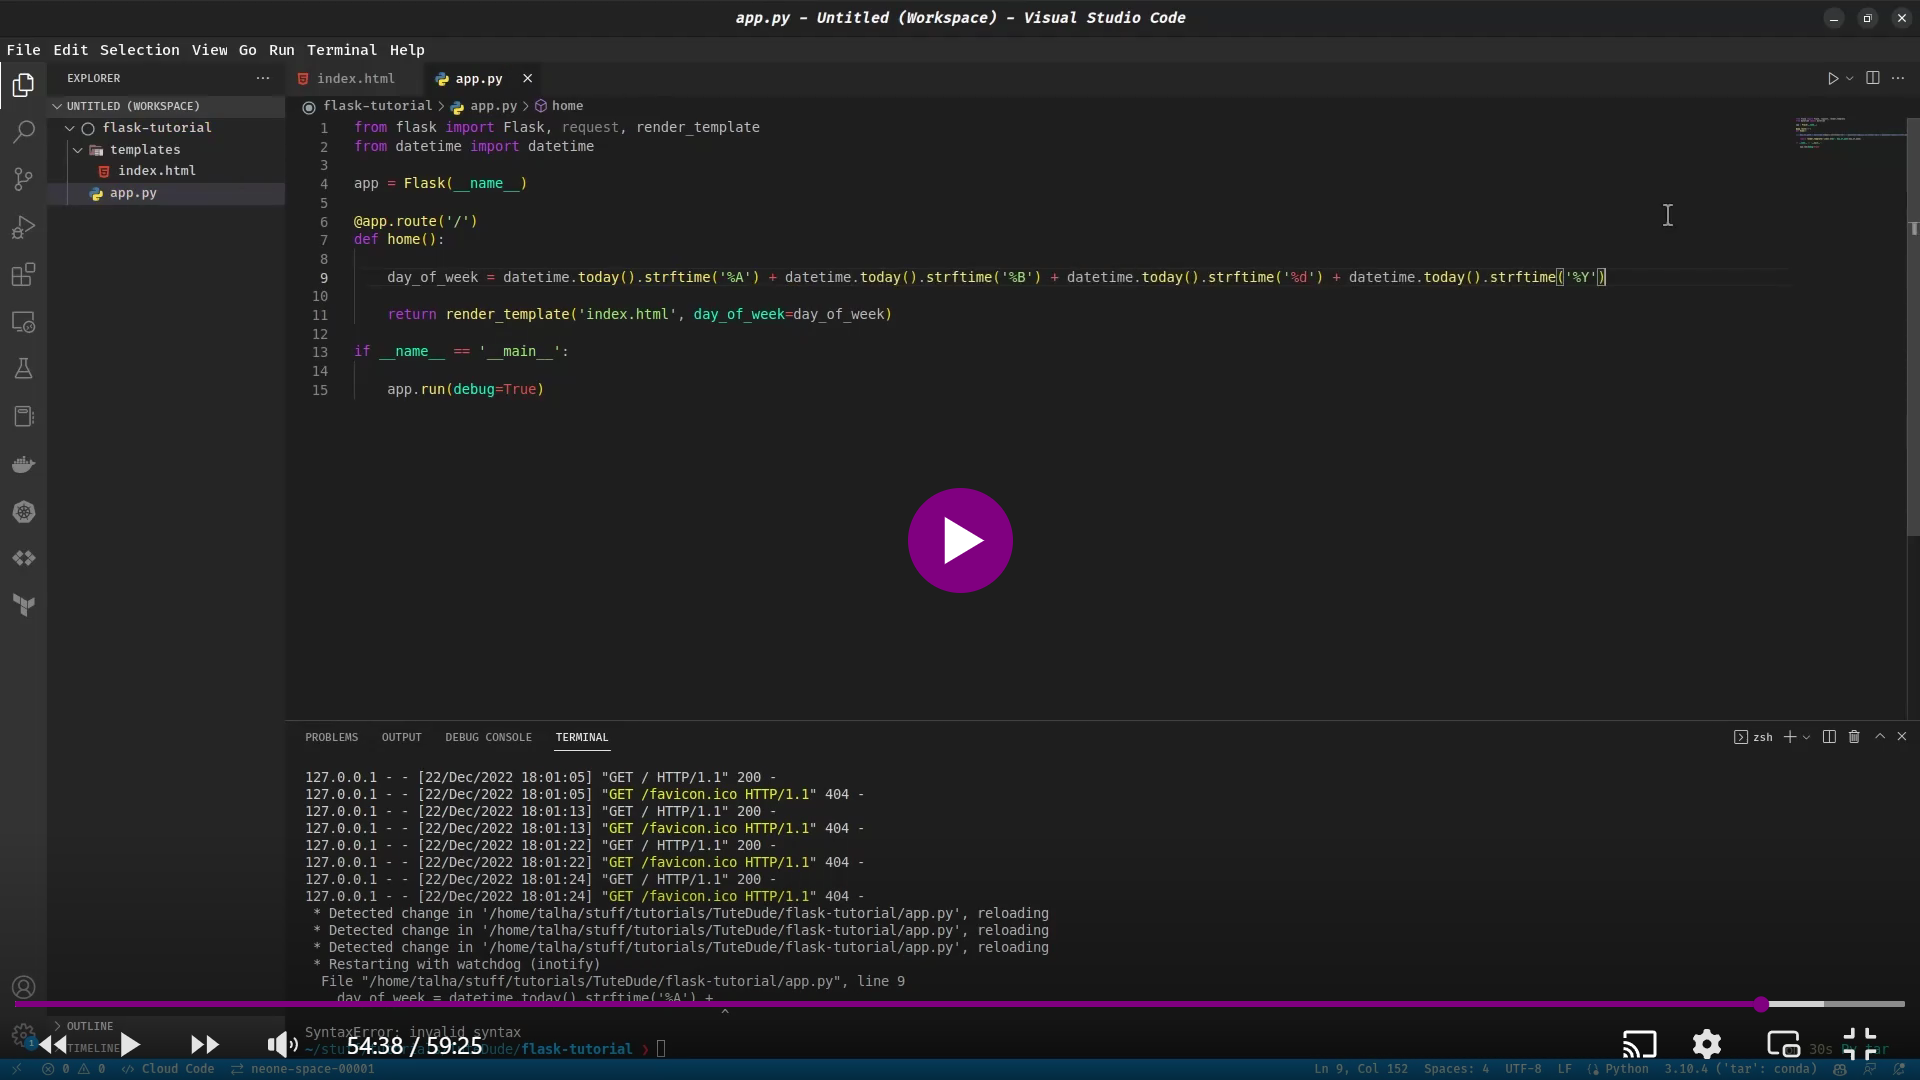 app.py - Untitled (Workspace) - Visual Studio Code
File Edit Selection View Go Run Terminal Help
EXPLORER
index.html
app.py
UNTITLED (WORKSPACE)
flask-tutorial > app.py > home
flask-tutorial
templates
index.html
app.py
1 from flask import Flask, request, render_template
2 from datetime import datetime
3
4 app = Flask(__name__)
5
6 @app.route('/')
7 def home():
8
9 day_of_week = datetime.today().strftime('%A') + datetime.today().strftime('%B') + datetime.today().strftime('%d') + datetime.today().strftime('%Y')
10
11 return render_template('index.html', day_of_week=day_of_week)
12
13 if __name__ == '__main__':
14
15 app.run(debug=True)
PROBLEMS OUTPUT DEBUG CONSOLE TERMINAL
zsh
127.0.0.1 - - [22/Dec/2022 18:01:05] "GET / HTTP/1.1" 200 -
127.0.0.1 - - [22/Dec/2022 18:01:05] "GET /favicon.ico HTTP/1.1" 404 -
127.0.0.1 - - [22/Dec/2022 18:01:13] "GET / HTTP/1.1" 200 -
127.0.0.1 - - [22/Dec/2022 18:01:13] "GET /favicon.ico HTTP/1.1" 404 -
127.0.0.1 - - [22/Dec/2022 18:01:22] "GET / HTTP/1.1" 200 -
127.0.0.1 - - [22/Dec/2022 18:01:22] "GET /favicon.ico HTTP/1.1" 404 -
127.0.0.1 - - [22/Dec/2022 18:01:24] "GET / HTTP/1.1" 200 -
127.0.0.1 - - [22/Dec/2022 18:01:24] "GET /favicon.ico HTTP/1.1" 404 -
* Detected change in '/home/talha/stuff/tutorials/TuteDude/flask-tutorial/app.py', reloading
* Detected change in '/home/talha/stuff/tutorials/TuteDude/flask-tutorial/app.py', reloading
* Detected change in '/home/talha/stuff/tutorials/TuteDude/flask-tutorial/app.py', reloading
* Restarting with watchdog (inotify)
File "/home/talha/stuff/tutorials/TuteDude/flask-tutorial/app.py", line 9
day_of_week = datetime.today().strftime('%A') +
^
SyntaxError: invalid syntax
flask-tutorial
30s
OUTLINE
TIMELINE
1
54:38 / 59:25
0 0 Cloud Code neone-space-00001
Ln 9, Col 152 Spaces: 4 UTF-8 LF Python 3.10.4 ('tar': conda)